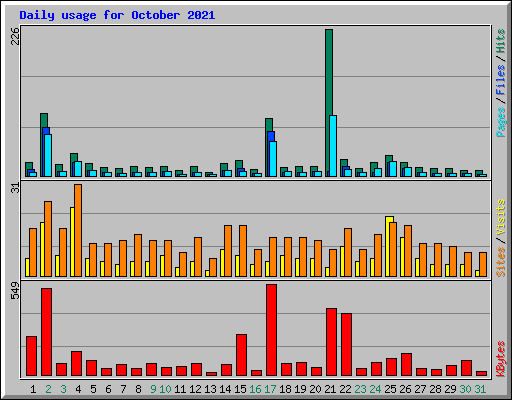 Daily usage for October 2021
226
31
549
Pages / Files / Hits
Sites / Visits
KBytes
1 2 3 4 5 6 7 8 9 10 11 12 13 14 15 16 17 18 19 20 21 22 23 24 25 26 27 28 29 30 31